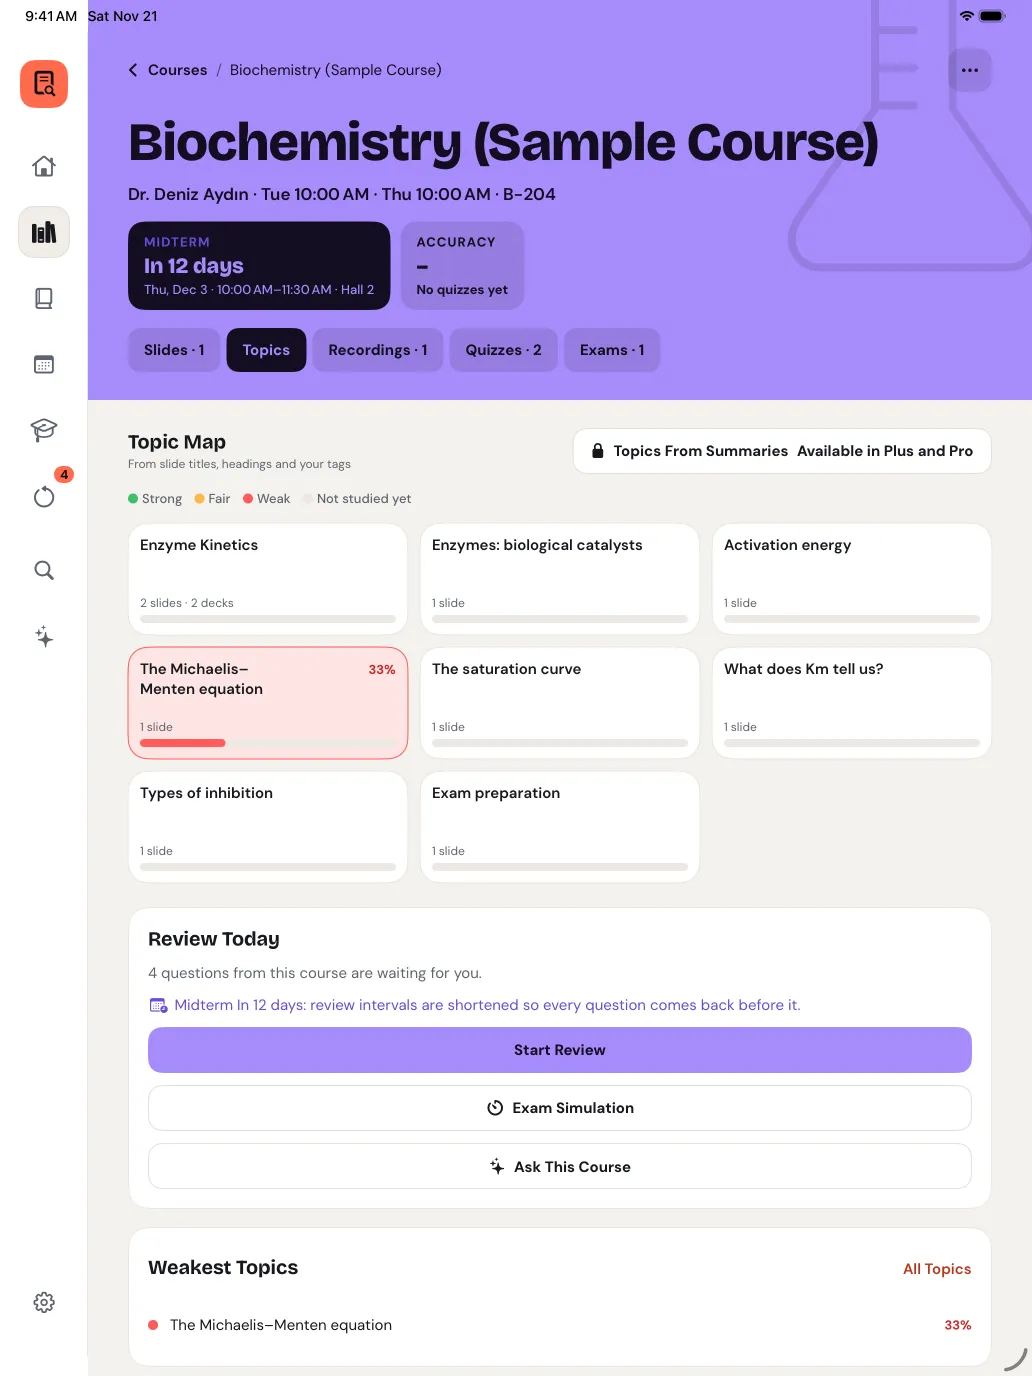 9:41 AM Sat Nov 21
Courses / Biochemistry (Sample Course)
Biochemistry (Sample Course)
Dr. Deniz Aydın · Tue 10:00 AM · Thu 10:00 AM · B-204
MIDTERM
In 12 days
Thu, Dec 3 · 10:00 AM–11:30 AM · Hall 2
ACCURACY
–
No quizzes yet
Slides · 1
Topics
Recordings · 1
Quizzes · 2
Exams · 1
4
Topic Map
From slide titles, headings and your tags
Topics From Summaries Available in Plus and Pro
Strong
Fair
Weak
Not studied yet
Enzyme Kinetics
2 slides · 2 decks
Enzymes: biological catalysts
1 slide
Activation energy
1 slide
The Michaelis–
Menten equation
33%
1 slide
The saturation curve
1 slide
What does Km tell us?
1 slide
Types of inhibition
1 slide
Exam preparation
1 slide
Review Today
4 questions from this course are waiting for you.
Midterm In 12 days: review intervals are shortened so every question comes back before it.
Start Review
Exam Simulation
Ask This Course
Weakest Topics
All Topics
The Michaelis–Menten equation
33%